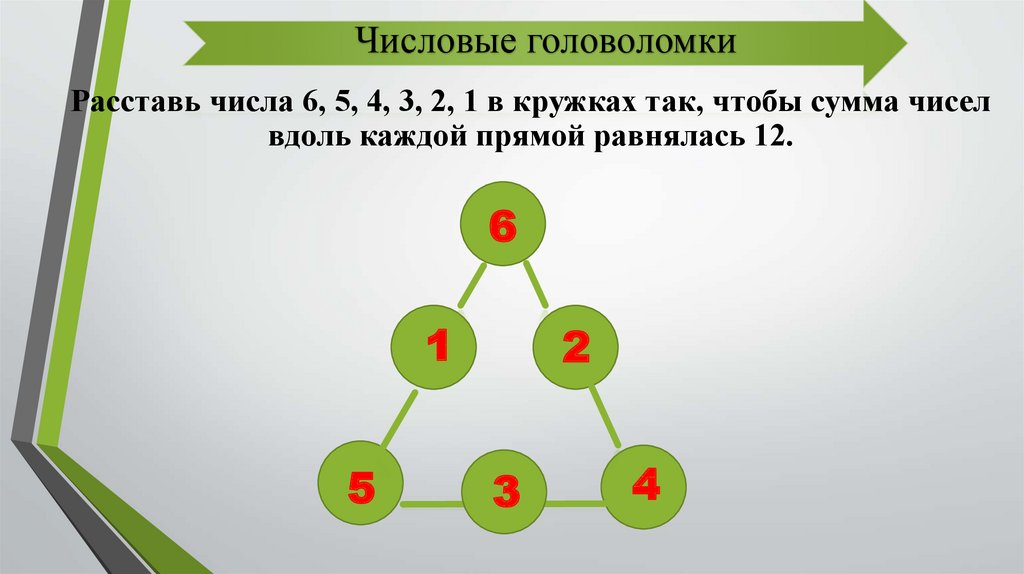 Числовые головоломки
Расставь числа 6, 5, 4, 3, 2, 1 в кружках так, чтобы сумма чисел
вдоль каждой прямой равнялась 12.
6
1 2
5 3 4